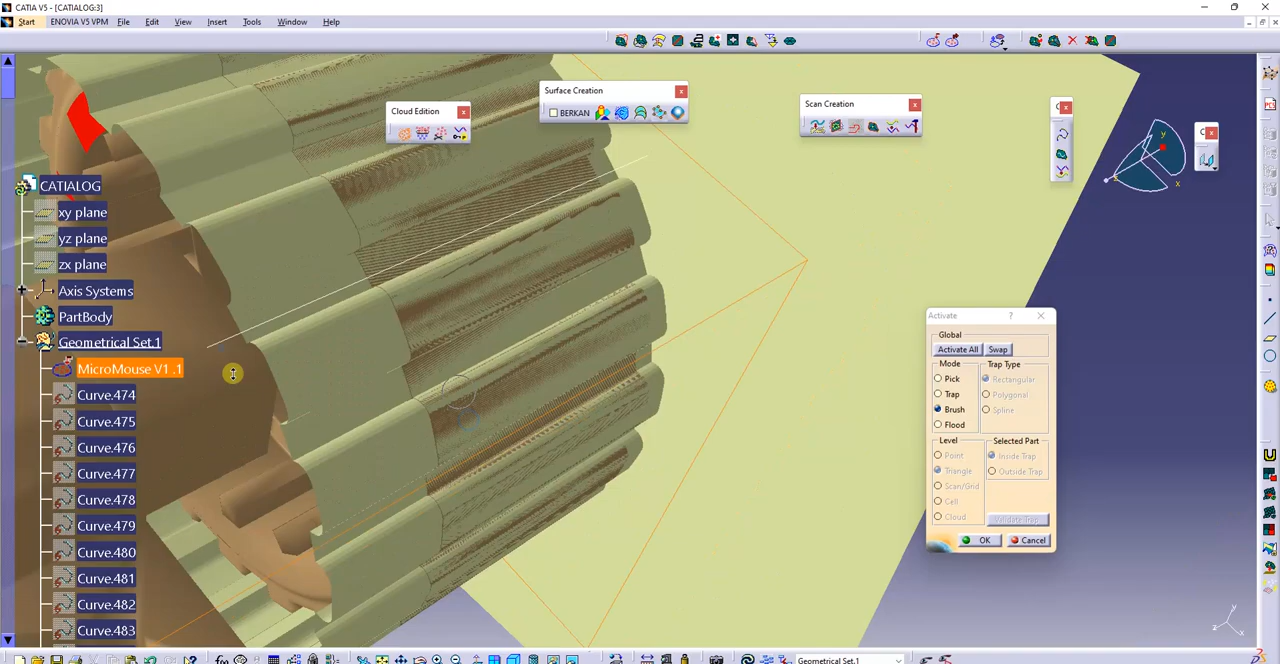 CATIA V5 - [CATIALOG:3]
Start ENOVIA V5 VPM File Edit View Insert Tools Window Help
Surface Creation
BERKAN
Cloud Edition
Scan Creation
CATIALOG
xy plane
yz plane
zx plane
Axis Systems
PartBody
Geometrical Set.1
MicroMouse V1 .1
Curve.474
Curve.475
Curve.476
Curve.477
Curve.478
Curve.479
Curve.480
Curve.481
Curve.482
Curve.483
Activate
Global
Activate All Swap
Mode Trap Type
Pick Rectangular
Trap Polygonal
Brush Spline
Flood
Level Selected Part
Point Inside Trap
Triangle Outside Trap
Scan/Grid
Cell
Cloud Validate Trap
OK Cancel
y
x
z
y
x
z
Geometrical Set.1